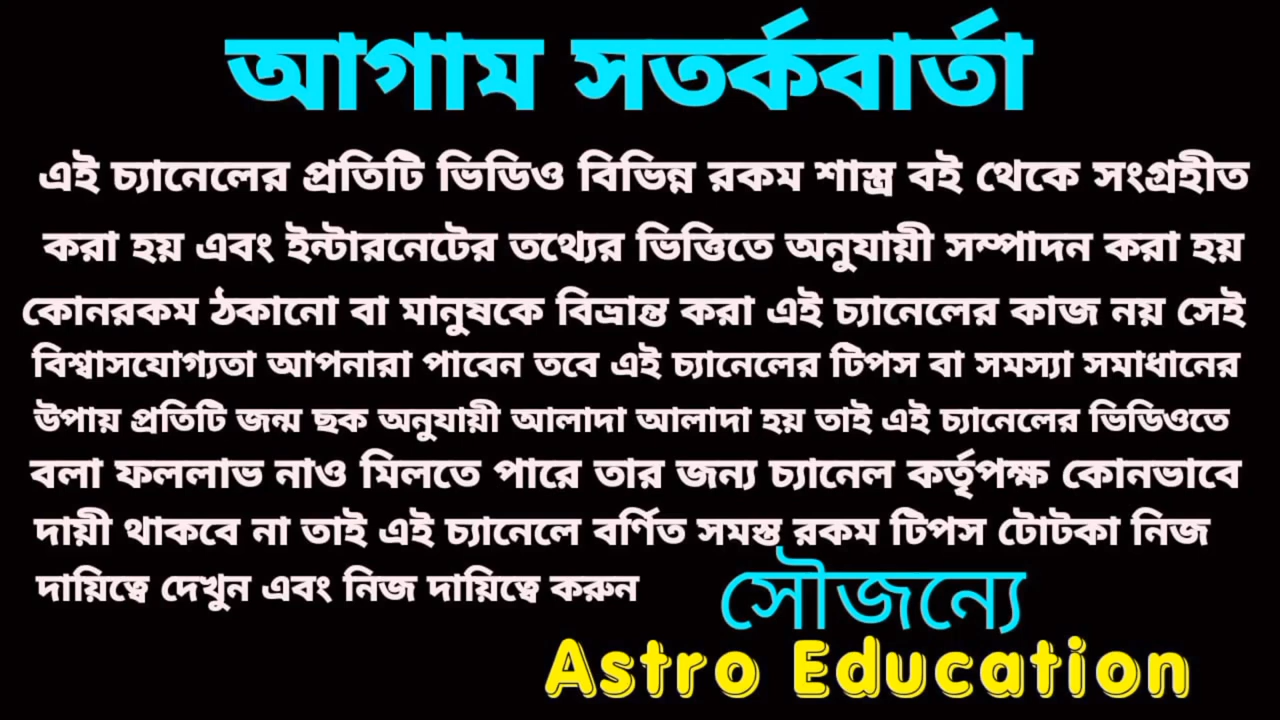 আগাম সতর্কবার্তা
এই চ্যানেলের প্রতিটি ভিডিও বিভিন্ন রকম শাস্ত্র বই থেকে সংগ্রহীত
করা হয় এবং ইন্টারনেটের তথ্যের ভিত্তিতে অনুযায়ী সম্পাদন করা হয়
কোনরকম ঠকানো বা মানুষকে বিভ্রান্ত করা এই চ্যানেলের কাজ নয় সেই
বিশ্বাসযোগ্যতা আপনারা পাবেন তবে এই চ্যানেলের টিপস বা সমস্যা সমাধানের
উপায় প্রতিটি জন্ম ছক অনুযায়ী আলাদা আলাদা হয় তাই এই চ্যানেলের ভিডিওতে
বলা ফললাভ নাও মিলতে পারে তার জন্য চ্যানেল কর্তৃপক্ষ কোনভাবে
দায়ী থাকবে না তাই এই চ্যানেলে বর্ণিত সমস্ত রকম টিপস টোটকা নিজ
দায়িত্বে দেখুন এবং নিজ দায়িত্বে করুন
সৌজন্যে
Astro Education